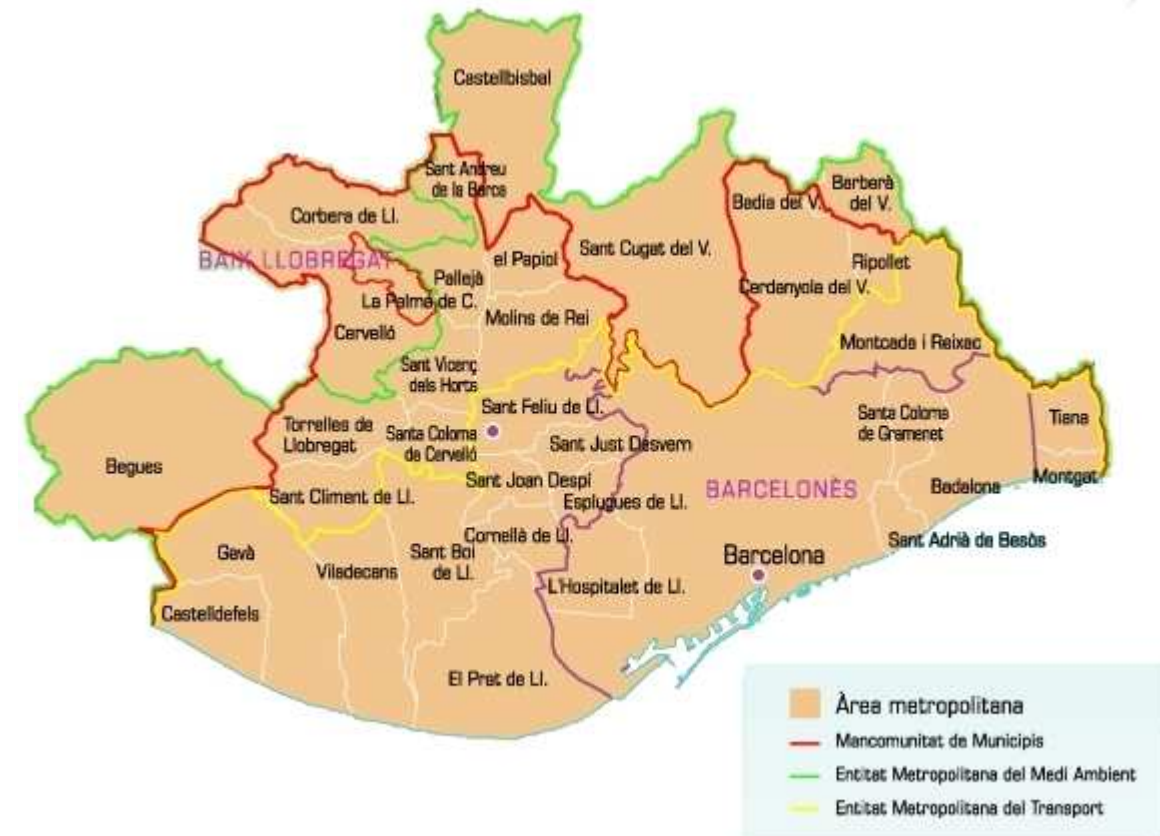 Castellbisbal
Sant Andreu
de la Barca
Corbera de Ll.
BAIX LLOBREGAT
Badia del V.
Barberà
del V.
Sant Cugat del V.
el Papiol
Ripollet
Pallejà
Cerdanyola del V.
La Palma de C.
Molins de Rei
Cervelló
Montcada i Reixac
Sant Vicenç
dels Horts
Sant Feliu de Ll.
Santa Coloma
de Gramenet
Tiana
Torrelles de
Llobregat
Santa Coloma
de Cervelló
Sant Just Desvern
Begues
Sant Joan Despí
Montgat
Sant Climent de Ll.
Esplugues de Ll.
BARCELONÈS
Badalona
Cornellà de Ll.
Sant Adrià de Besòs
Gavà
Viladecans
Sant Boi
de Ll.
Barcelona
L'Hospitalet de Ll.
Castelldefels
El Prat de Ll.
Àrea metropolitana
Mancomunitat de Municipis
Entitat Metropolitana del Medi Ambient
Entitat Metropolitana del Transport